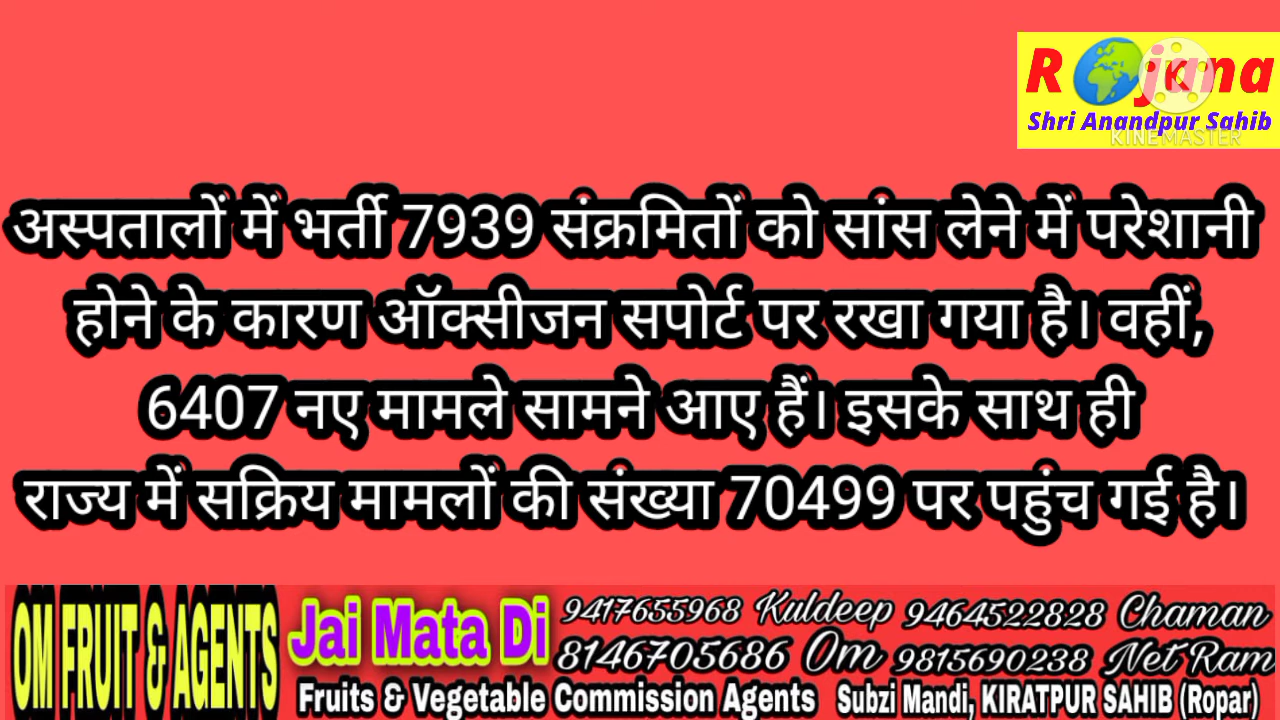 R🌍jana
Shri Anandpur Sahib
KINEMASTER
अस्पतालों में भर्ती 7939 संक्रमितों को सांस लेने में परेशानी
होने के कारण ऑक्सीजन सपोर्ट पर रखा गया है। वहीं,
6407 नए मामले सामने आए हैं। इसके साथ ही
राज्य में सक्रिय मामलों की संख्या 70499 पर पहुंच गई है।
OM FRUIT & AGENTS Jai Mata Di 9417655968 Kuldeep 9464522828 Chaman
8146705686 Om 9815690238 Net Ram
Fruits & Vegetable Commission Agents Subzi Mandi, KIRATPUR SAHIB (Ropar)